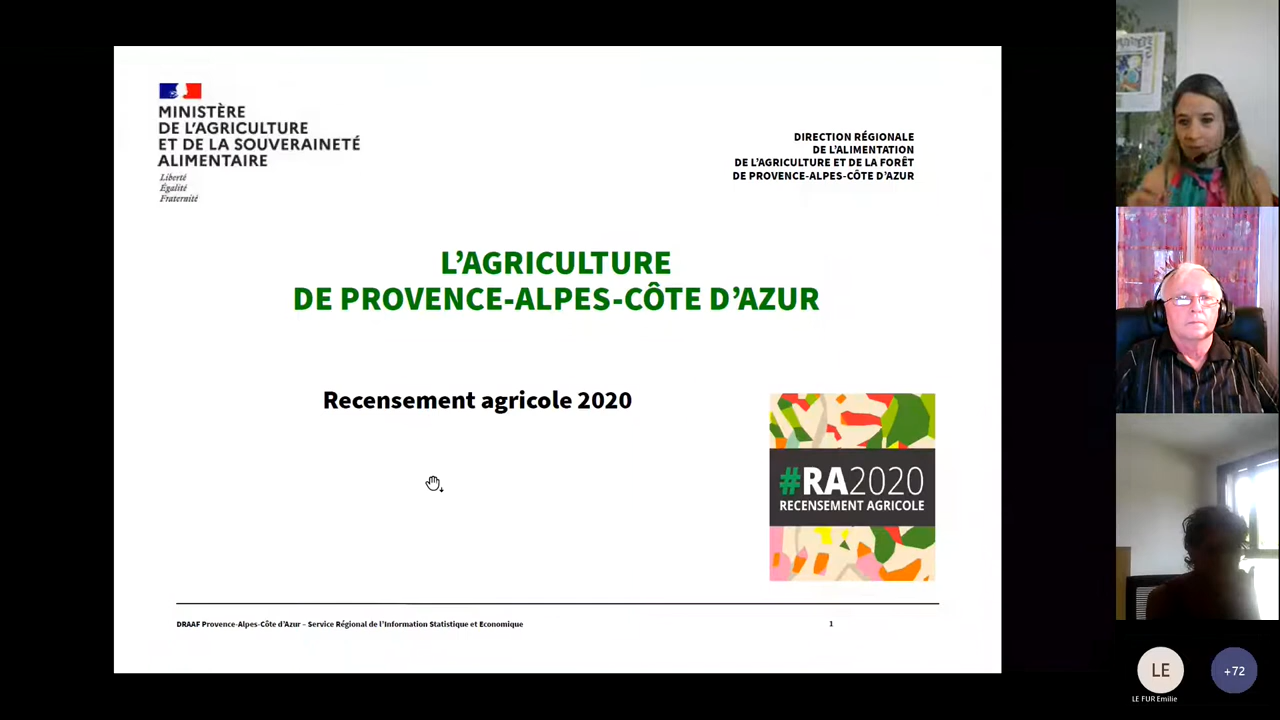 MINISTÈRE
DE L'AGRICULTURE
ET DE LA SOUVERAINETÉ
ALIMENTAIRE
Liberté
Égalité
Fraternité
DIRECTION RÉGIONALE
DE L'ALIMENTATION
DE L'AGRICULTURE ET DE LA FORÊT
DE PROVENCE-ALPES-CÔTE D'AZUR
L'AGRICULTURE
DE PROVENCE-ALPES-CÔTE D'AZUR
Recensement agricole 2020
#RA2020
RECENSEMENT AGRICOLE
DRAAF Provence-Alpes-Côte d'Azur – Service Régional de l'Information Statistique et Economique
1
LE
+72
LE FUR Emilie